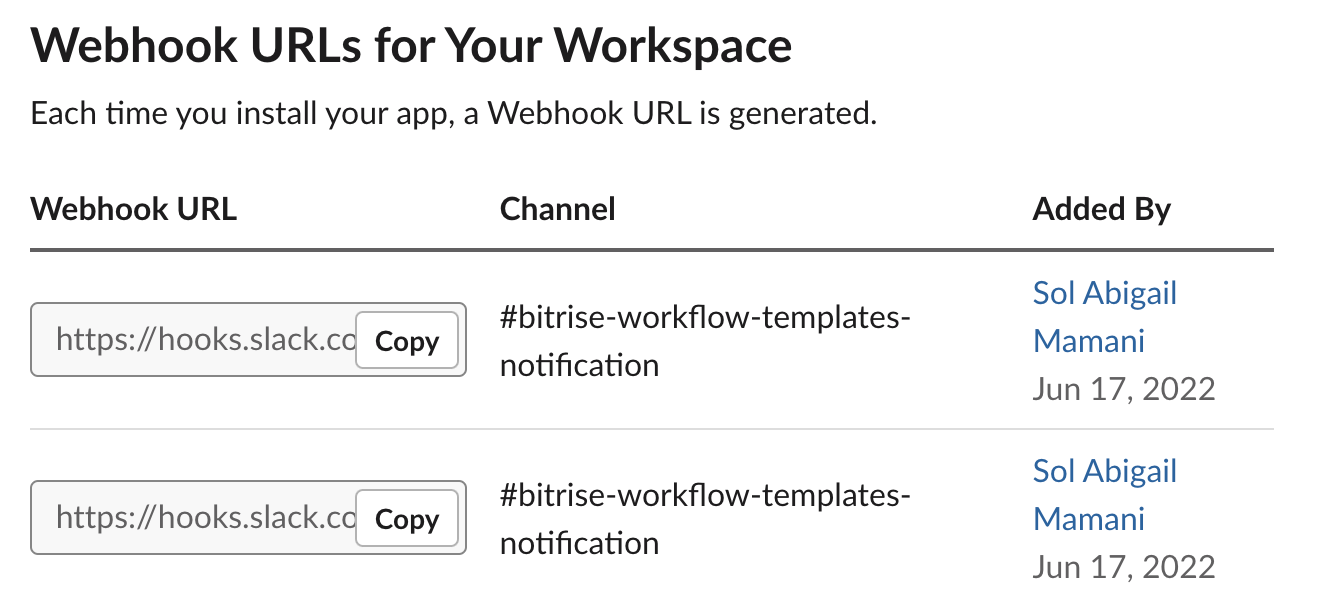 Webhook URLs for Your Workspace
Each time you install your app, a Webhook URL is generated.
Webhook URL Channel Added By
https://hooks.slack.co Copy
#bitrise-workflow-templates-
notification
Sol Abigail
Mamani
Jun 17, 2022
https://hooks.slack.co Copy
#bitrise-workflow-templates-
notification
Sol Abigail
Mamani
Jun 17, 2022